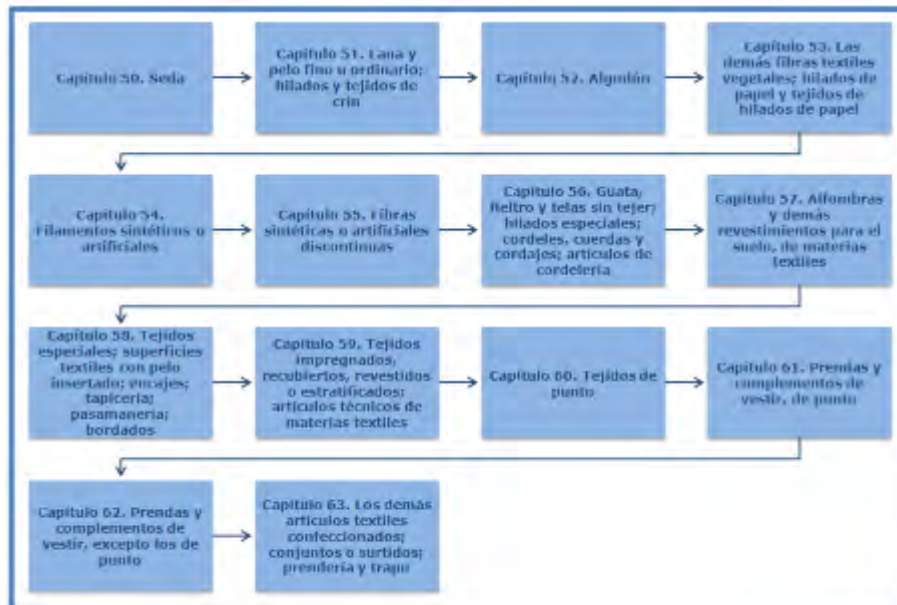 Capítulo 50. Seda
Capítulo 51. Lana y
pelo fino u ordinario;
hilados y tejidos de
crin
Capítulo 52. Algodón
Capítulo 53. Las
demás fibras textiles
vegetales; hilados de
papel y tejidos de
hilados de papel
Capítulo 54.
Filamentos sintéticos o
artificiales
Capítulo 55. Fibras
sintéticas o artificiales
discontinuas
Capítulo 56. Guata,
fieltro y telas sin tejer;
hilados especiales;
cordeles, cuerdas y
cordajes; artículos de
cordelería
Capítulo 57. Alfombras
y demás
revestimientos para el
suelo, de materias
textiles
Capítulo 58. Tejidos
especiales; superficies
textiles con pelo
insertado; encajes;
tapicería;
pasamanería;
bordados
Capítulo 59. Tejidos
impregnados,
recubiertos, revestidos
o estratificados;
artículos técnicos de
materias textiles
Capítulo 60. Tejidos de
punto
Capítulo 61. Prendas y
complementos de
vestir, de punto
Capítulo 62. Prendas y
complementos de
vestir, excepto los de
punto
Capítulo 63. Los demás
artículos textiles
confeccionados;
conjuntos o surtidos;
prendería y trapo